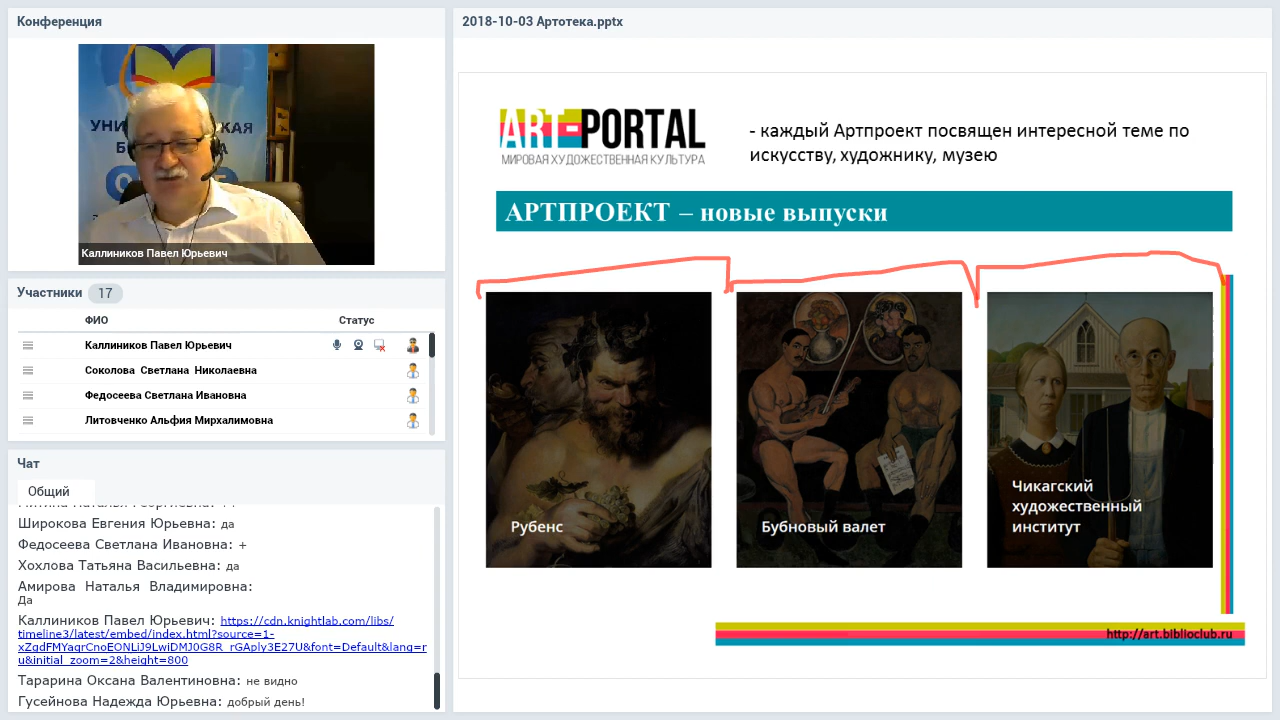 Конференция
Каллиников Павел Юрьевич
Участники 17
ФИО Статус
Каллиников Павел Юрьевич
Соколова Светлана Николаевна
Федосеева Светлана Ивановна
Литовченко Альфия Мирхалимовна
Чат
Общий
Широкова Евгения Юрьевна: да
Федосеева Светлана Ивановна: +
Хохлова Татьяна Васильевна: да
Амирова Наталья Владимировна:
Да
Каллиников Павел Юрьевич: https://cdn.knightlab.com/libs/
timeline3/latest/embed/index.html?source=1-
xZgdFMYaqrCnoEONLiJ9LwiDMJ0G8R_rGAply3E27U&font=Default&lang=r
u&initial_zoom=2&height=800
Тарарина Оксана Валентиновна: не видно
Гусейнова Надежда Юрьевна: добрый день!
2018-10-03 Артотека.pptx
ART-PORTAL
МИРОВАЯ ХУДОЖЕСТВЕННАЯ КУЛЬТУРА
- каждый Артпроект посвящен интересной теме по
искусству, художнику, музею
АРТПРОЕКТ – новые выпуски
Рубенс
Бубновый валет
Чикагский
художественный
институт
http://art.biblioclub.ru